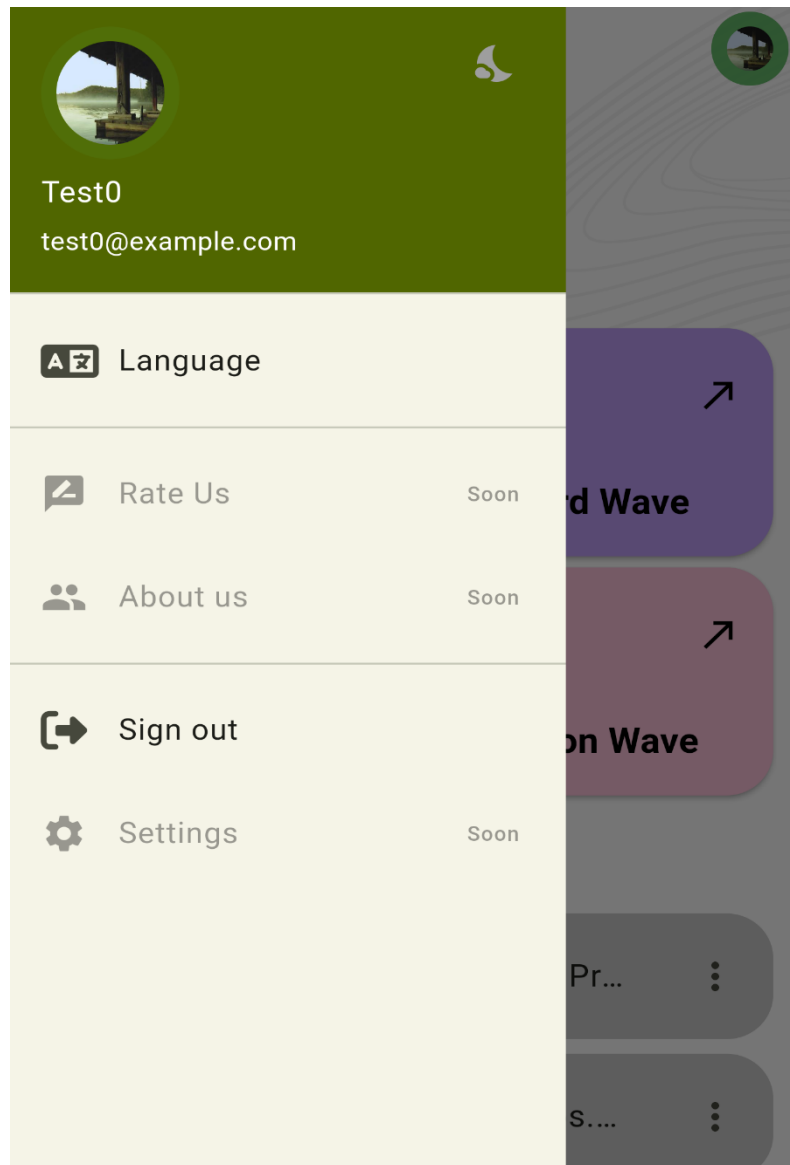 Test0
test0@example.com
Language
Rate Us Soon
About us Soon
Sign out
Settings Soon
rd Wave
on Wave
Pr...
s....